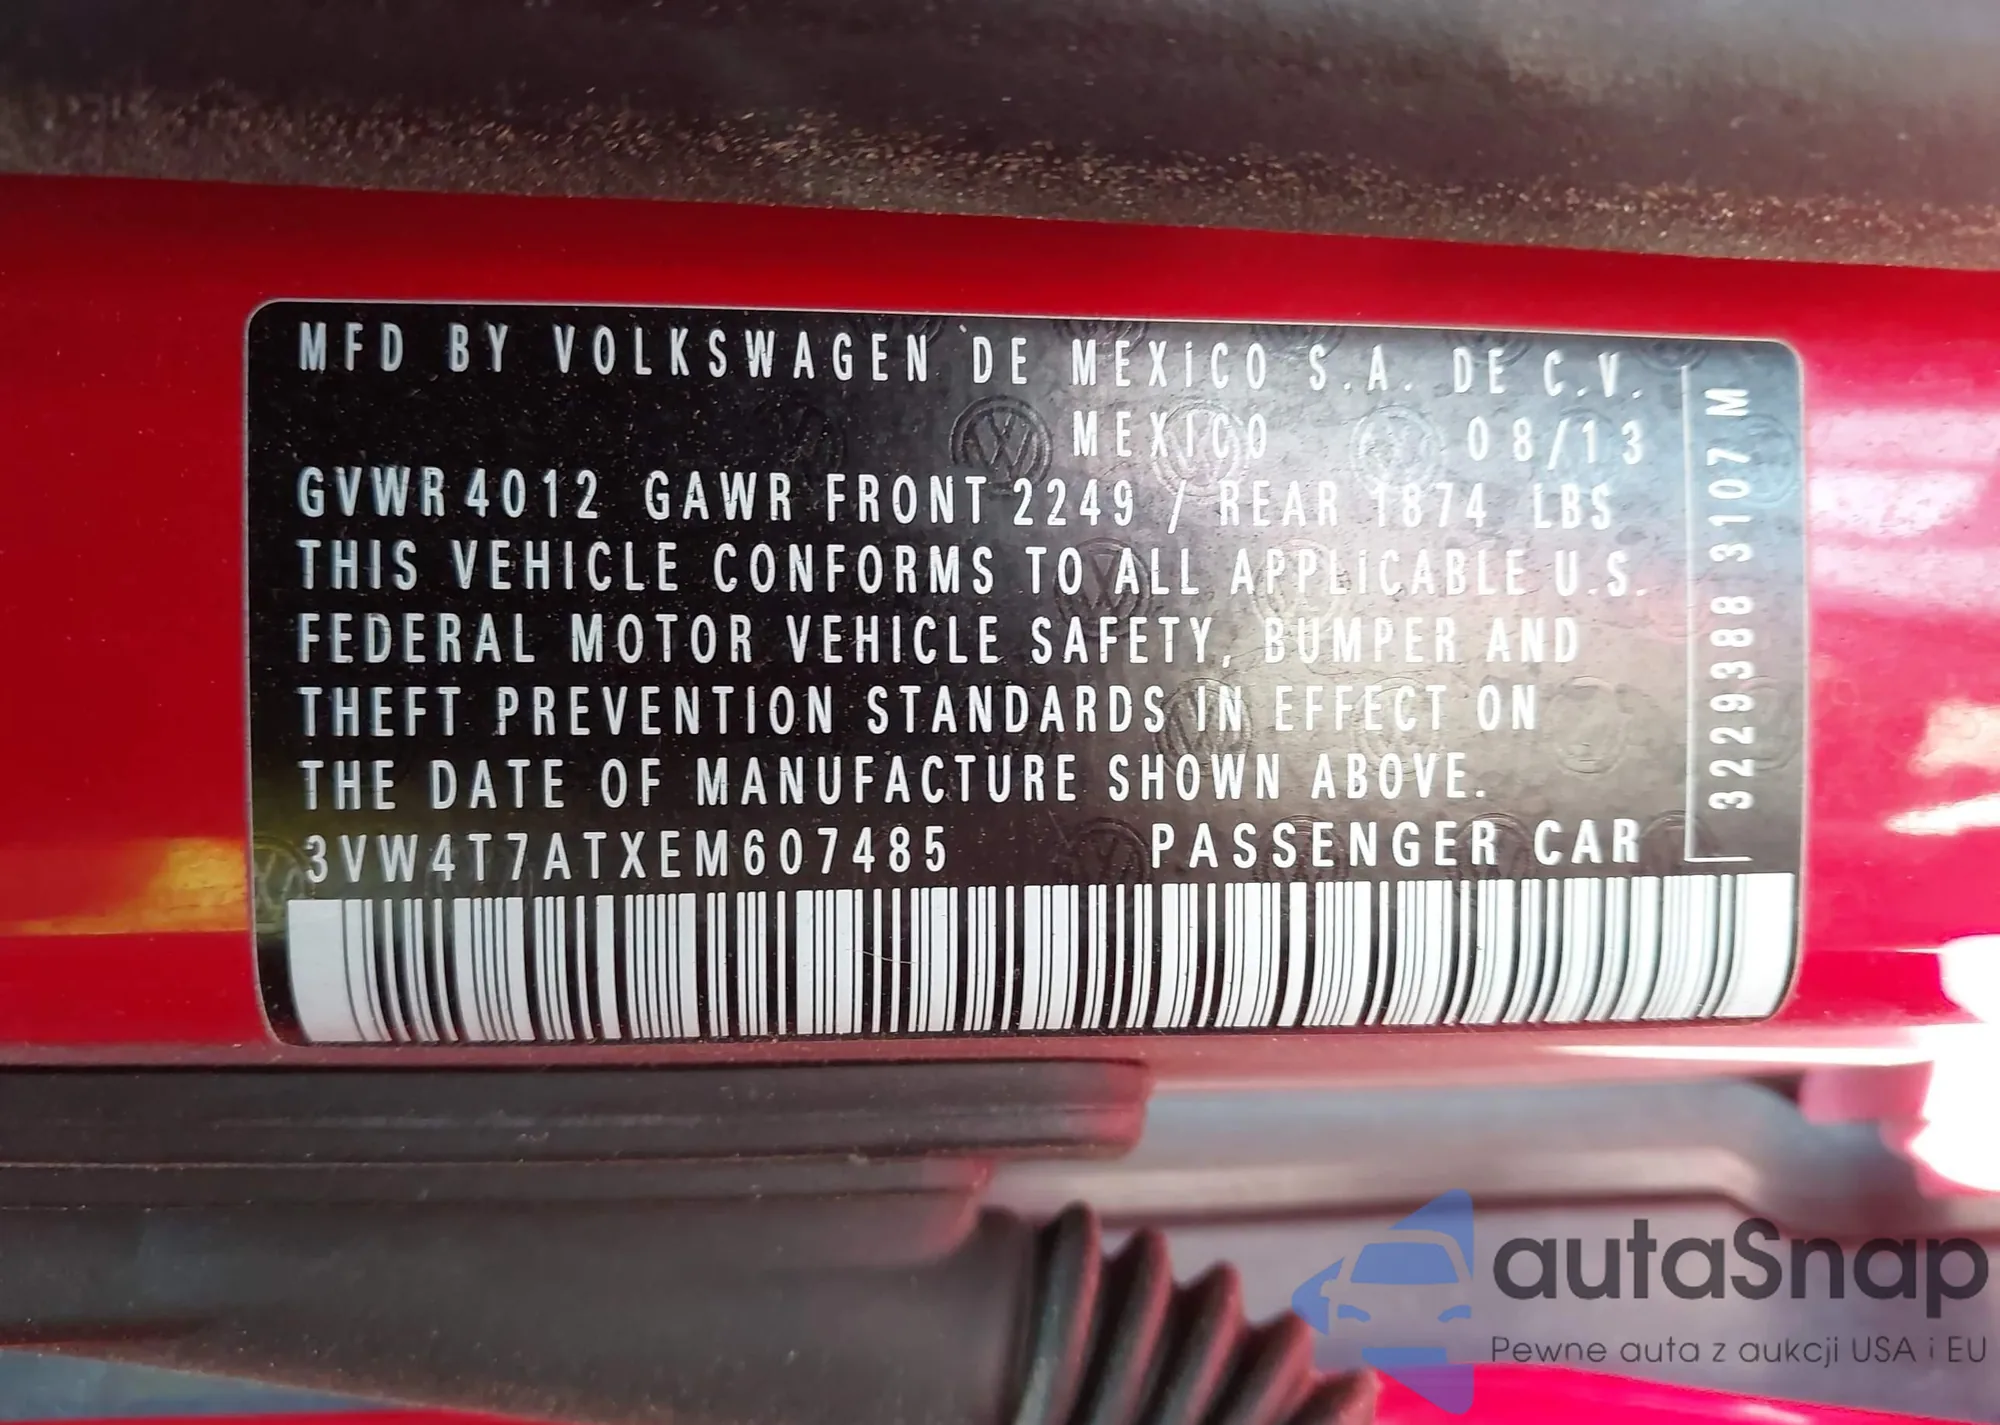 MFD BY VOLKSWAGEN DE MEXICO S.A. DE C.V.
MEXICO 08/13
GVWR 4012 GAWR FRONT 2249 / REAR 1874 LBS
THIS VEHICLE CONFORMS TO ALL APPLICABLE U.S.
FEDERAL MOTOR VEHICLE SAFETY, BUMPER AND
THEFT PREVENTION STANDARDS IN EFFECT ON
THE DATE OF MANUFACTURE SHOWN ABOVE.
3VW4T7ATXEM607485 PASSENGER CAR
3229388 3107 M
autaSnap
Pewne auta z aukcji USA i EU